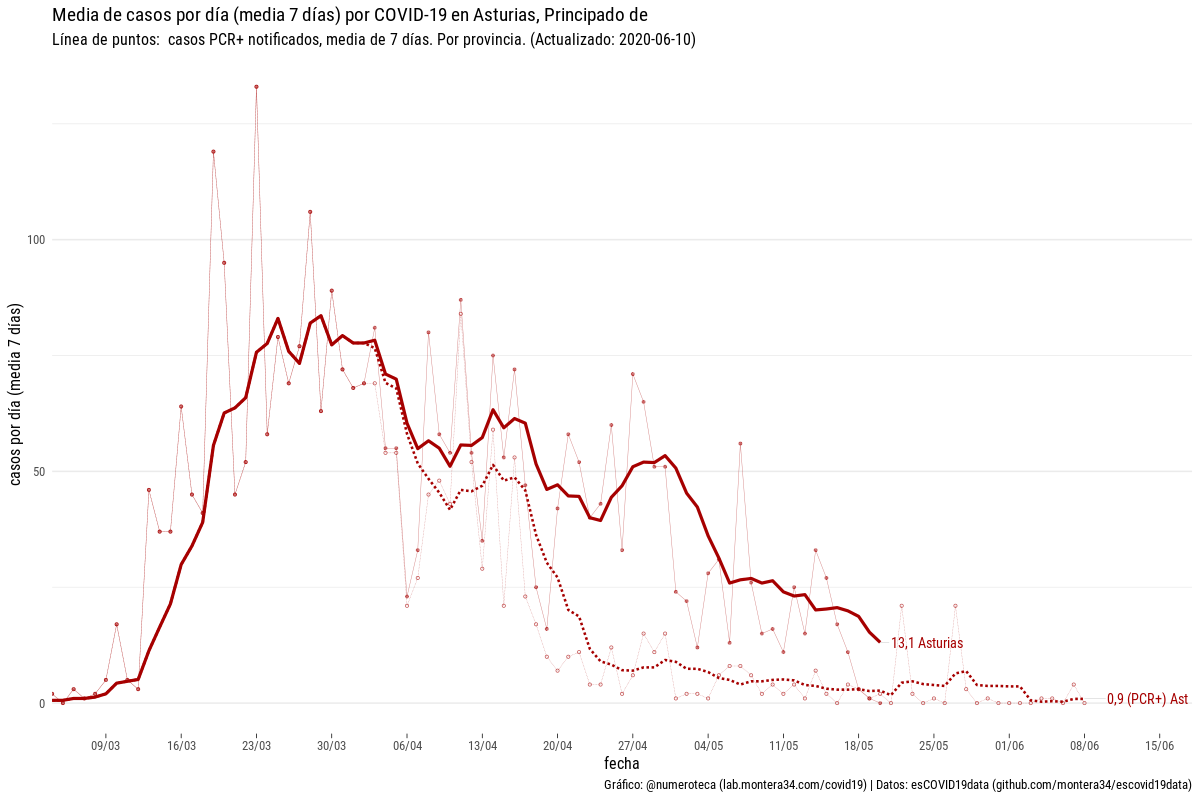 Media de casos por día (media 7 días) por COVID-19 en Asturias, Principado de
Línea de puntos:  casos PCR+ notificados, media de 7 días. Por provincia. (Actualizado: 2020-06-10)
casos por día (media 7 días)
100
50
0
13,1 Asturias
0,9 (PCR+) Ast
09/03 16/03 23/03 30/03 06/04 13/04 20/04 27/04 04/05 11/05 18/05 25/05 01/06 08/06 15/06
fecha
Gráfico: @numeroteca (lab.montera34.com/covid19) | Datos: esCOVID19data (github.com/montera34/escovid19data)